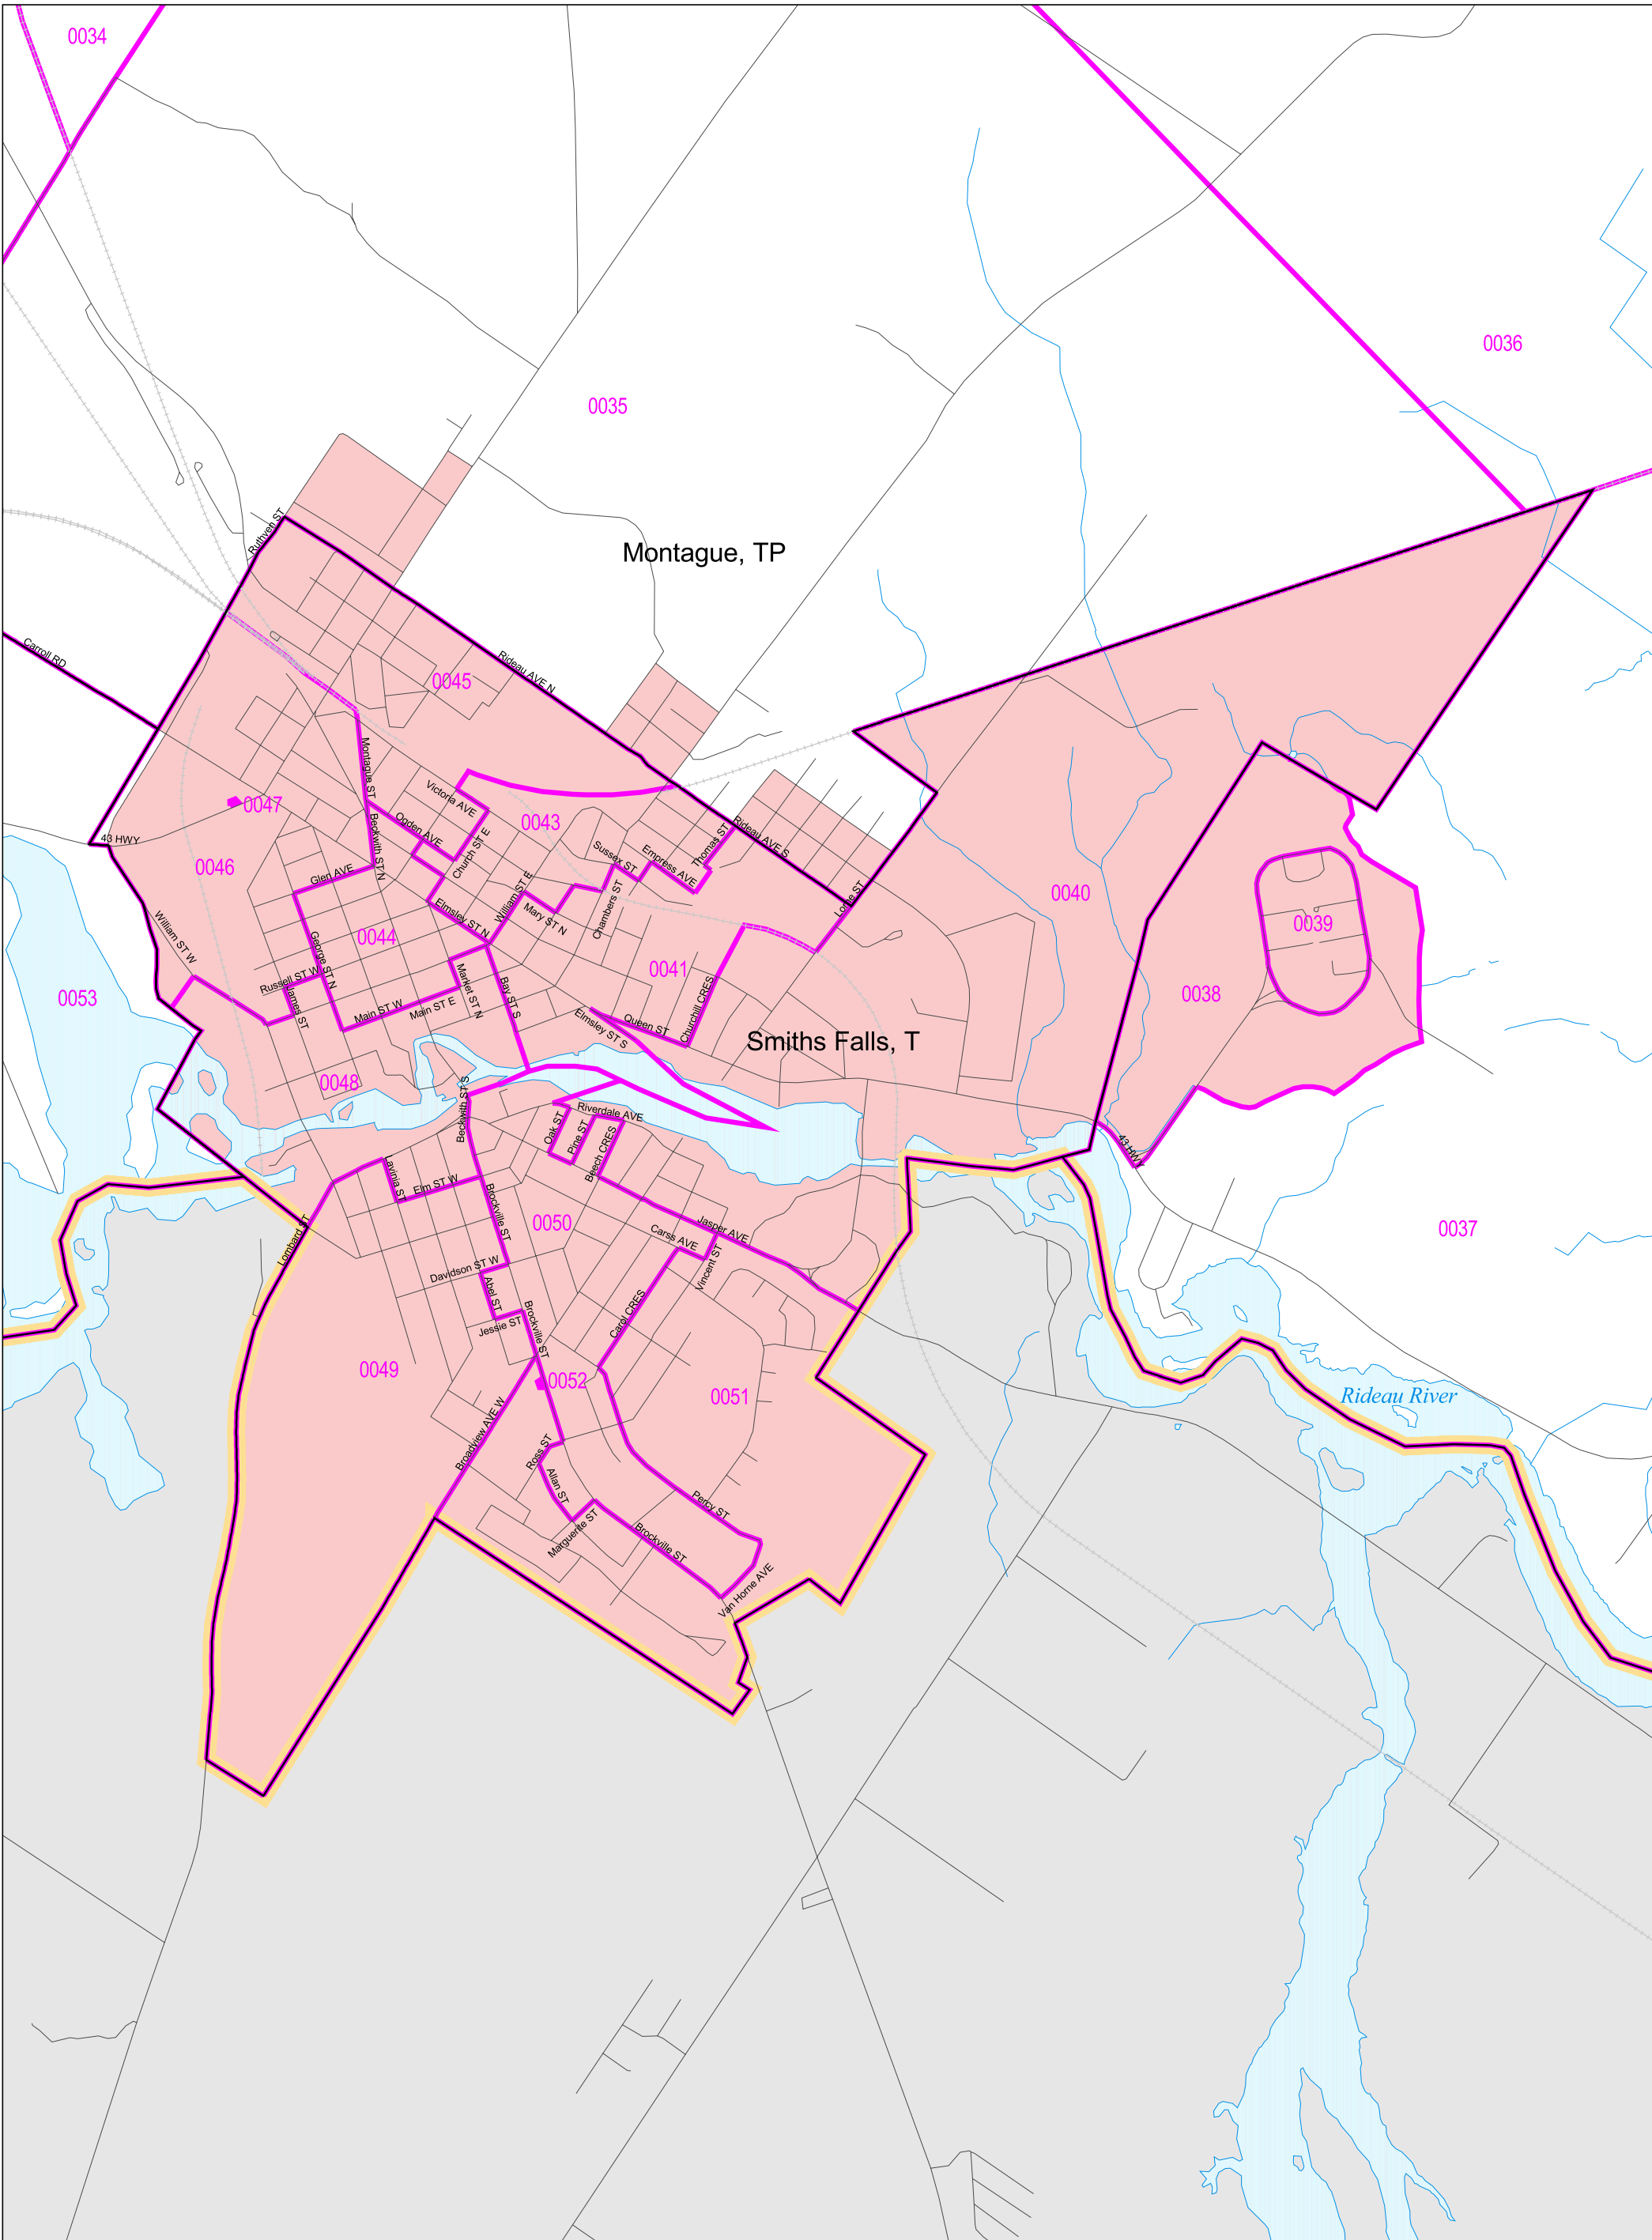 0034
0036
0035
Montague, TP
Ruthven ST
Carroll RD
Rideau AVE N
0045
Montague ST
Victoria AVE
0047
0043
Ogden AVE
Beckwith ST N
Church ST E
43 HWY
0046
Glen AVE
Sussex ST
Empress AVE
Thomas ST
Rideau AVE S
William ST E
Chambers ST
Lorne ST
0040
0039
William ST W
0044
Elmsley ST N
Mary ST N
George ST N
0041
0038
0053
Russell ST W
James ST
Main ST W
Main ST E
Market ST N
Bay ST S
Elmsley ST S
Queen ST
Churchill CRES
Smiths Falls, T
0048
Beckwith ST S
Riverdale AVE
Oak ST
Pine ST
Beech CRES
43 HWY
Lavinia ST
Elm ST W
Lombard ST
Brockville ST
0050
Carss AVE
Jasper AVE
0037
Davidson ST W
Abel ST
Vincent ST
Jessie ST
Brockville ST
Carol CRES
0049
0052
0051
Rideau River
Broadview AVE W
Ross ST
Allan ST
Percy ST
Marguerite ST
Brockville ST
Van Horne AVE